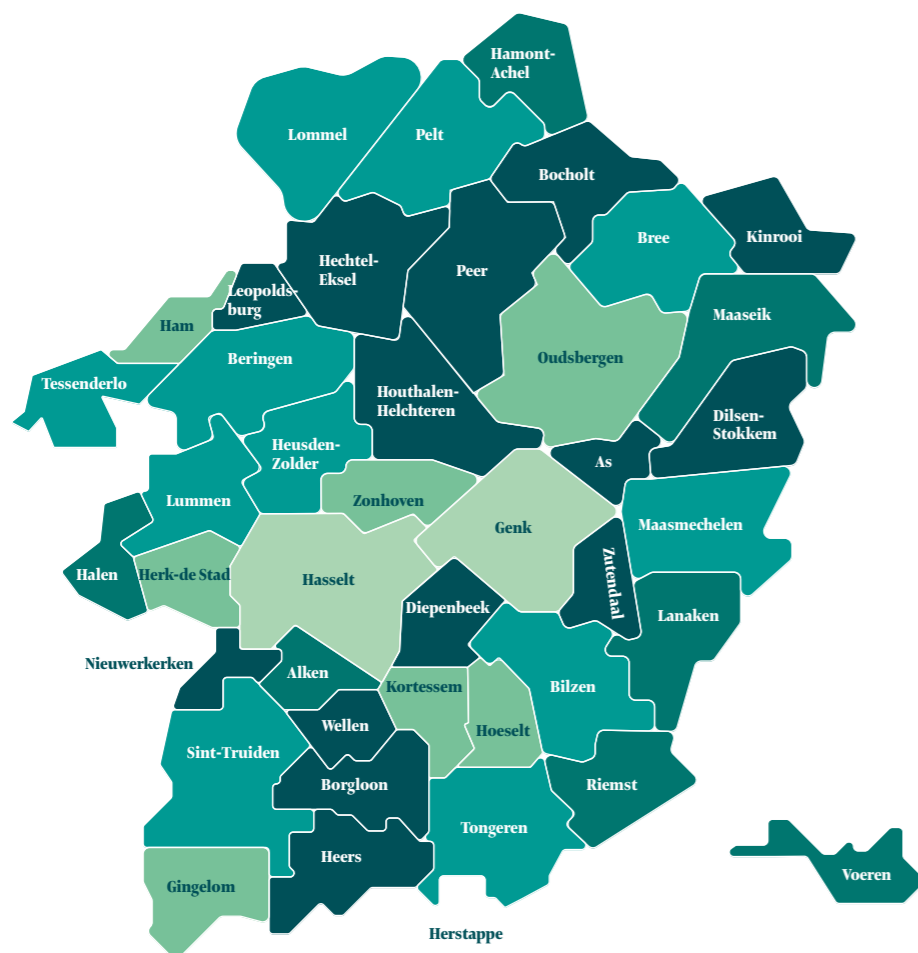 Hamont-
Achel
Lommel
Pelt
Bocholt
Bree
Kinrooi
Hechtel-
Eksel
Peer
Leopolds-
burg
Maaseik
Ham
Oudsbergen
Beringen
Tessenderlo
Houthalen-
Helchteren
Dilsen-
Stokkem
Heusden-
Zolder
As
Lummen
Zonhoven
Genk
Maasmechelen
Zutendaal
Halen
Herk-de Stad
Hasselt
Diepenbeek
Lanaken
Nieuwerkerken
Alken
Kortessem
Bilzen
Wellen
Hoeselt
Sint-Truiden
Borgloon
Riemst
Tongeren
Heers
Voeren
Gingelom
Herstappe